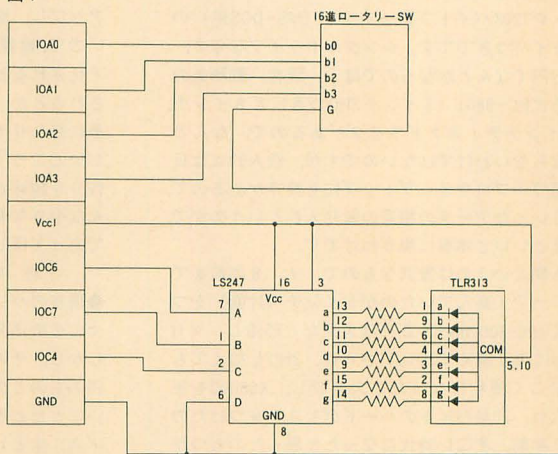 16進ロータリーSW
IOA0
IOA1
IOA2
IOA3
Vcc1
IOC6
IOC7
IOC4
GND
b0
b1
b2
b3
G
LS247
16
3
Vcc
7
A
1
B
2
C
6
D
GND
8
a
b
c
d
e
f
g
13
12
11
10
9
15
14
TLR313
1
9
6
4
3
2
8
a
b
c
d
e
f
g
COM
5,10